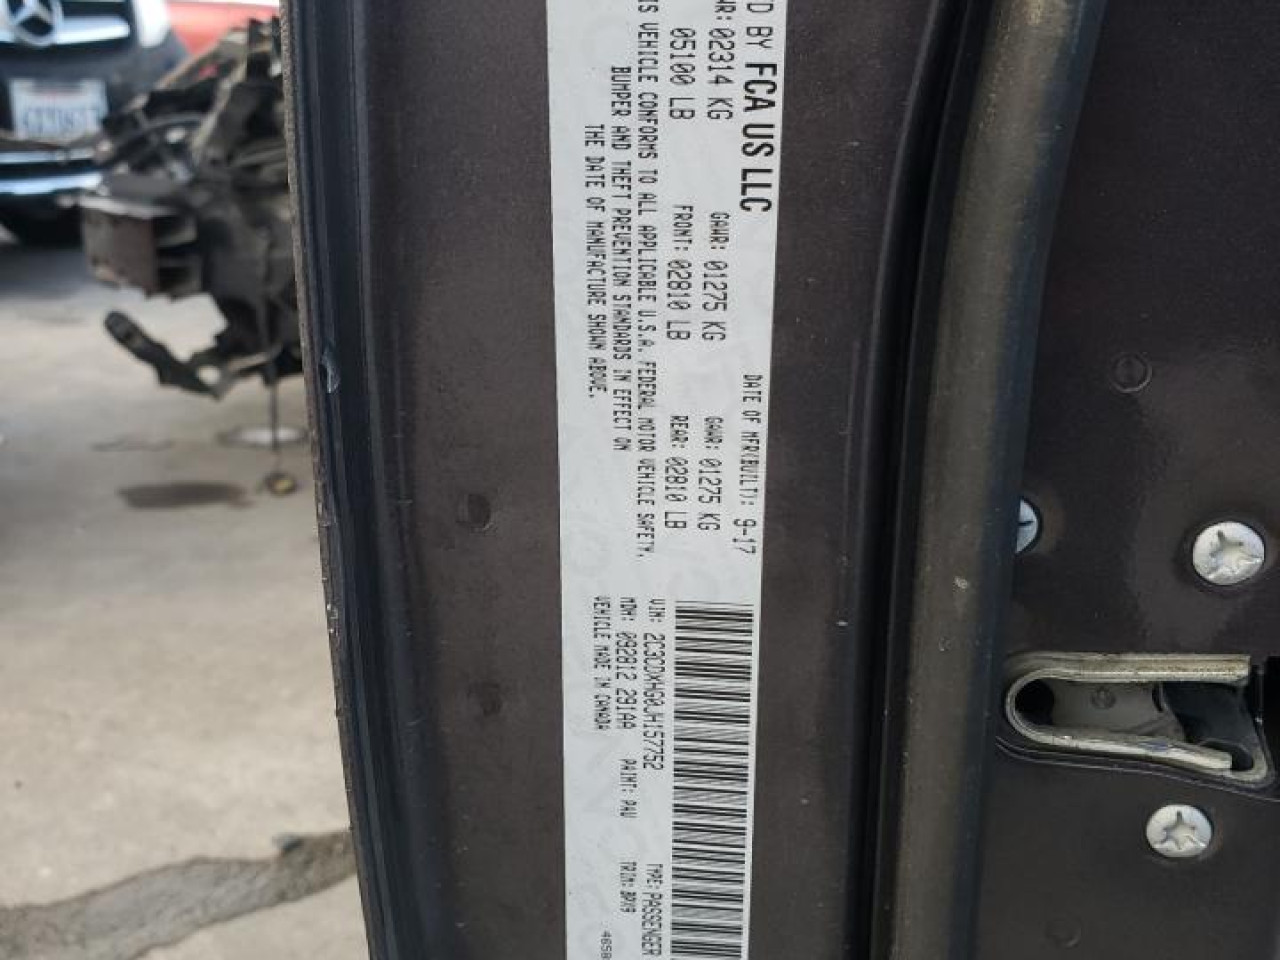 FCA US LLC
DATE OF MFR(BUILT): 9-17
02314 KG
GAWR: 01275 KG
GAWR: 01275 KG
05100 LB
FRONT: 02810 LB
REAR: 02810 LB
VEHICLE CONFORMS TO ALL APPLICABLE U.S.A. FEDERAL MOTOR VEHICLE SAFETY,
BUMPER AND THEFT PREVENTION STANDARDS IN EFFECT ON
THE DATE OF MANUFACTURE SHOWN ABOVE.
VIN: 2C3CDXHG0JH157752
TYPE: PASSENGER
MDH: 092812 291AA
PAINT: PAU
TRIM: BPX9
VEHICLE MADE IN CANADA